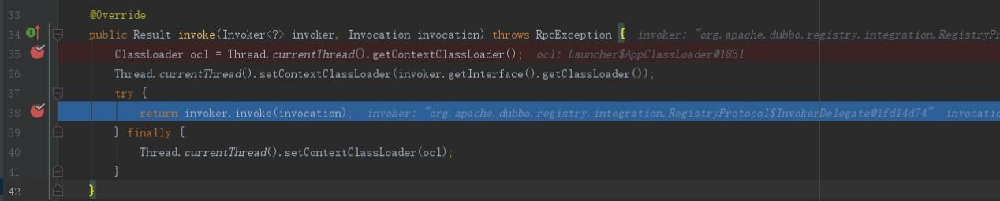 33 @Override
34 public Result invoke(Invoker<?> invoker, Invocation invocation) throws RpcException { invoker: "org.apache.dubbo.registry.integration.RegistryPr
35 ClassLoader ocl = Thread.currentThread().getContextClassLoader(); ocl: Launcher$AppClassLoader@1851
36 Thread.currentThread().setContextClassLoader(invoker.getInterface().getClassLoader());
37 try {
38 return invoker.invoke(invocation); invoker: "org.apache.dubbo.registry.integration.RegistryProtocol$InvokerDelegate@1fd14d74" invocatio
39 } finally {
40 Thread.currentThread().setContextClassLoader(ocl);
41 }
42 }